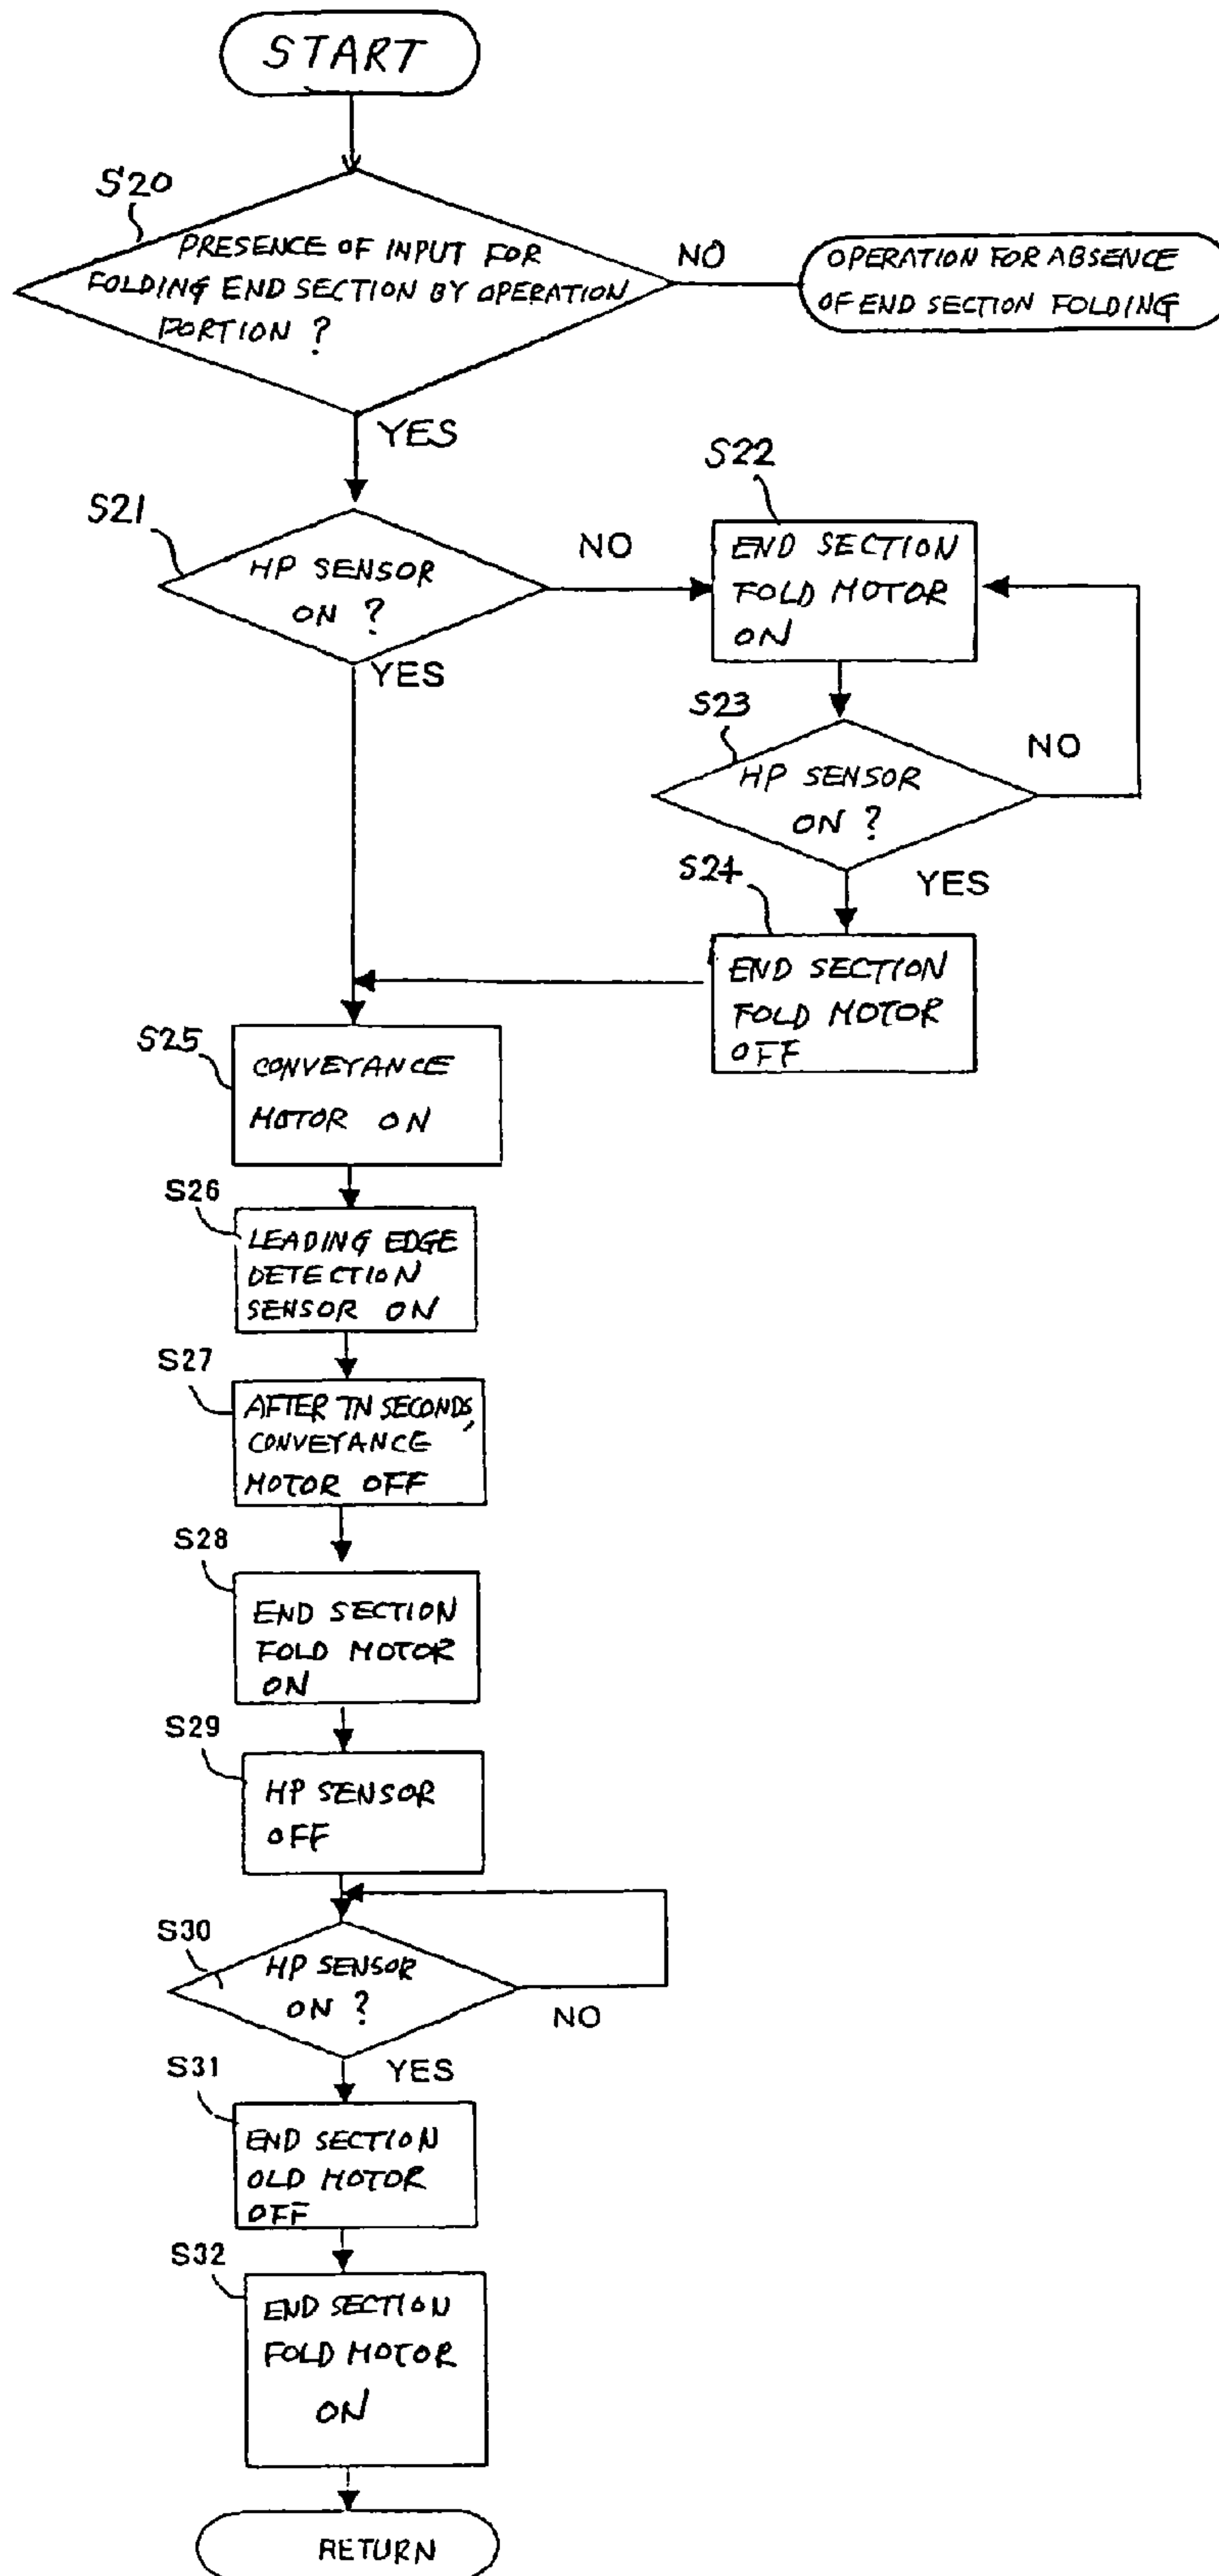 START
S20
PRESENCE OF INPUT FOR
FOLDING END SECTION BY OPERATION
PORTION ?
NO
OPERATION FOR ABSENCE
OF END SECTION FOLDING
YES
S21
HP SENSOR
ON ?
NO
YES
S22
END SECTION
FOLD MOTOR
ON
S23
HP SENSOR
ON ?
NO
YES
S24
END SECTION
FOLD MOTOR
OFF
S25
CONVEYANCE
MOTOR ON
S26
LEADING EDGE
DETECTION
SENSOR ON
S27
AFTER TN SECONDS,
CONVEYANCE
MOTOR OFF
S28
END SECTION
FOLD MOTOR
ON
S29
HP SENSOR
OFF
S30
HP SENSOR
ON ?
NO
YES
S31
END SECTION
OLD MOTOR
OFF
S32
END SECTION
FOLD MOTOR
ON
RETURN